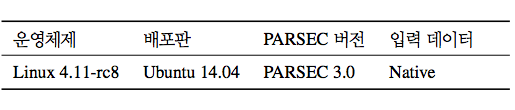 운영체제 배포판 PARSEC 버전 입력 데이터
Linux 4.11-rc8 Ubuntu 14.04 PARSEC 3.0 Native